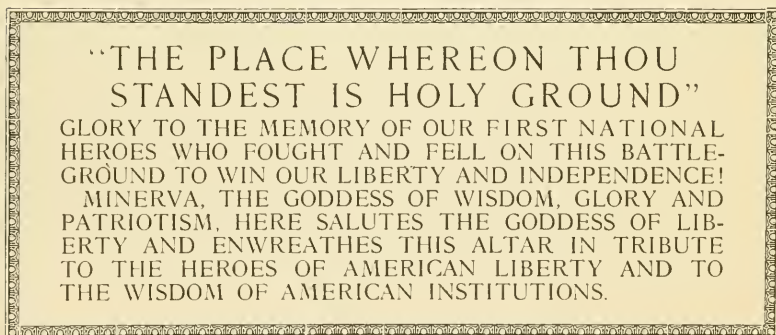 “THE PLACE WHEREON THOU
STANDEST IS HOLY GROUND”
GLORY TO THE MEMORY OF OUR FIRST NATIONAL
HEROES WHO FOUGHT AND FELL ON THIS BATTLE-
GROUND TO WIN OUR LIBERTY AND INDEPENDENCE!
MINERVA, THE GODDESS OF WISDOM, GLORY AND
PATRIOTISM, HERE SALUTES THE GODDESS OF LIB-
ERTY AND ENWREATHES THIS ALTAR IN TRIBUTE
TO THE HEROES OF AMERICAN LIBERTY AND TO
THE WISDOM OF AMERICAN INSTITUTIONS.